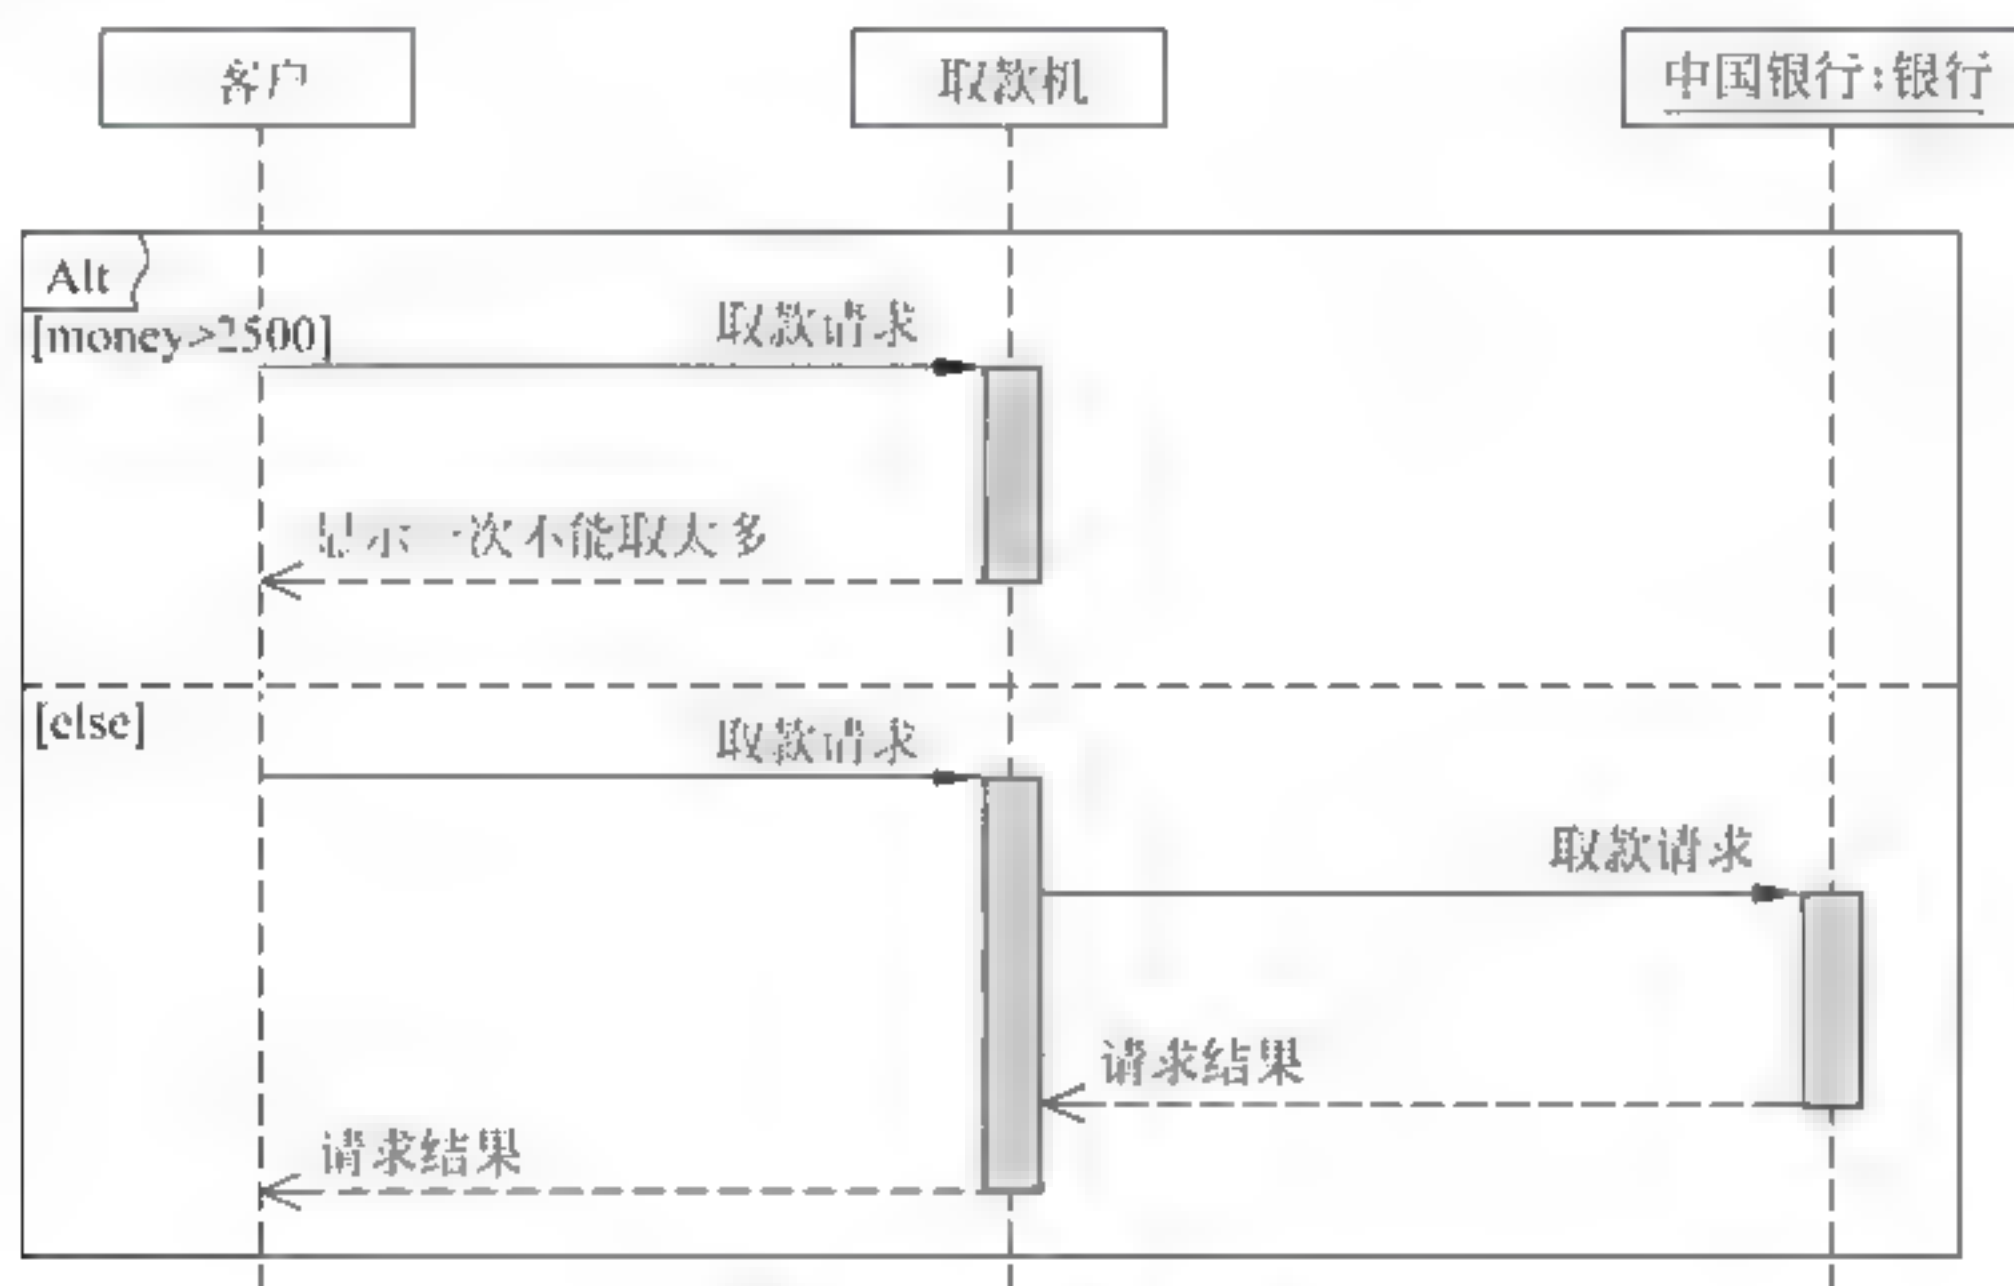 客户
取款机
中国银行:银行
Alt
[money>2500]
取款请求
显示一次不能取太多
[else]
取款请求
取款请求
请求结果
请求结果